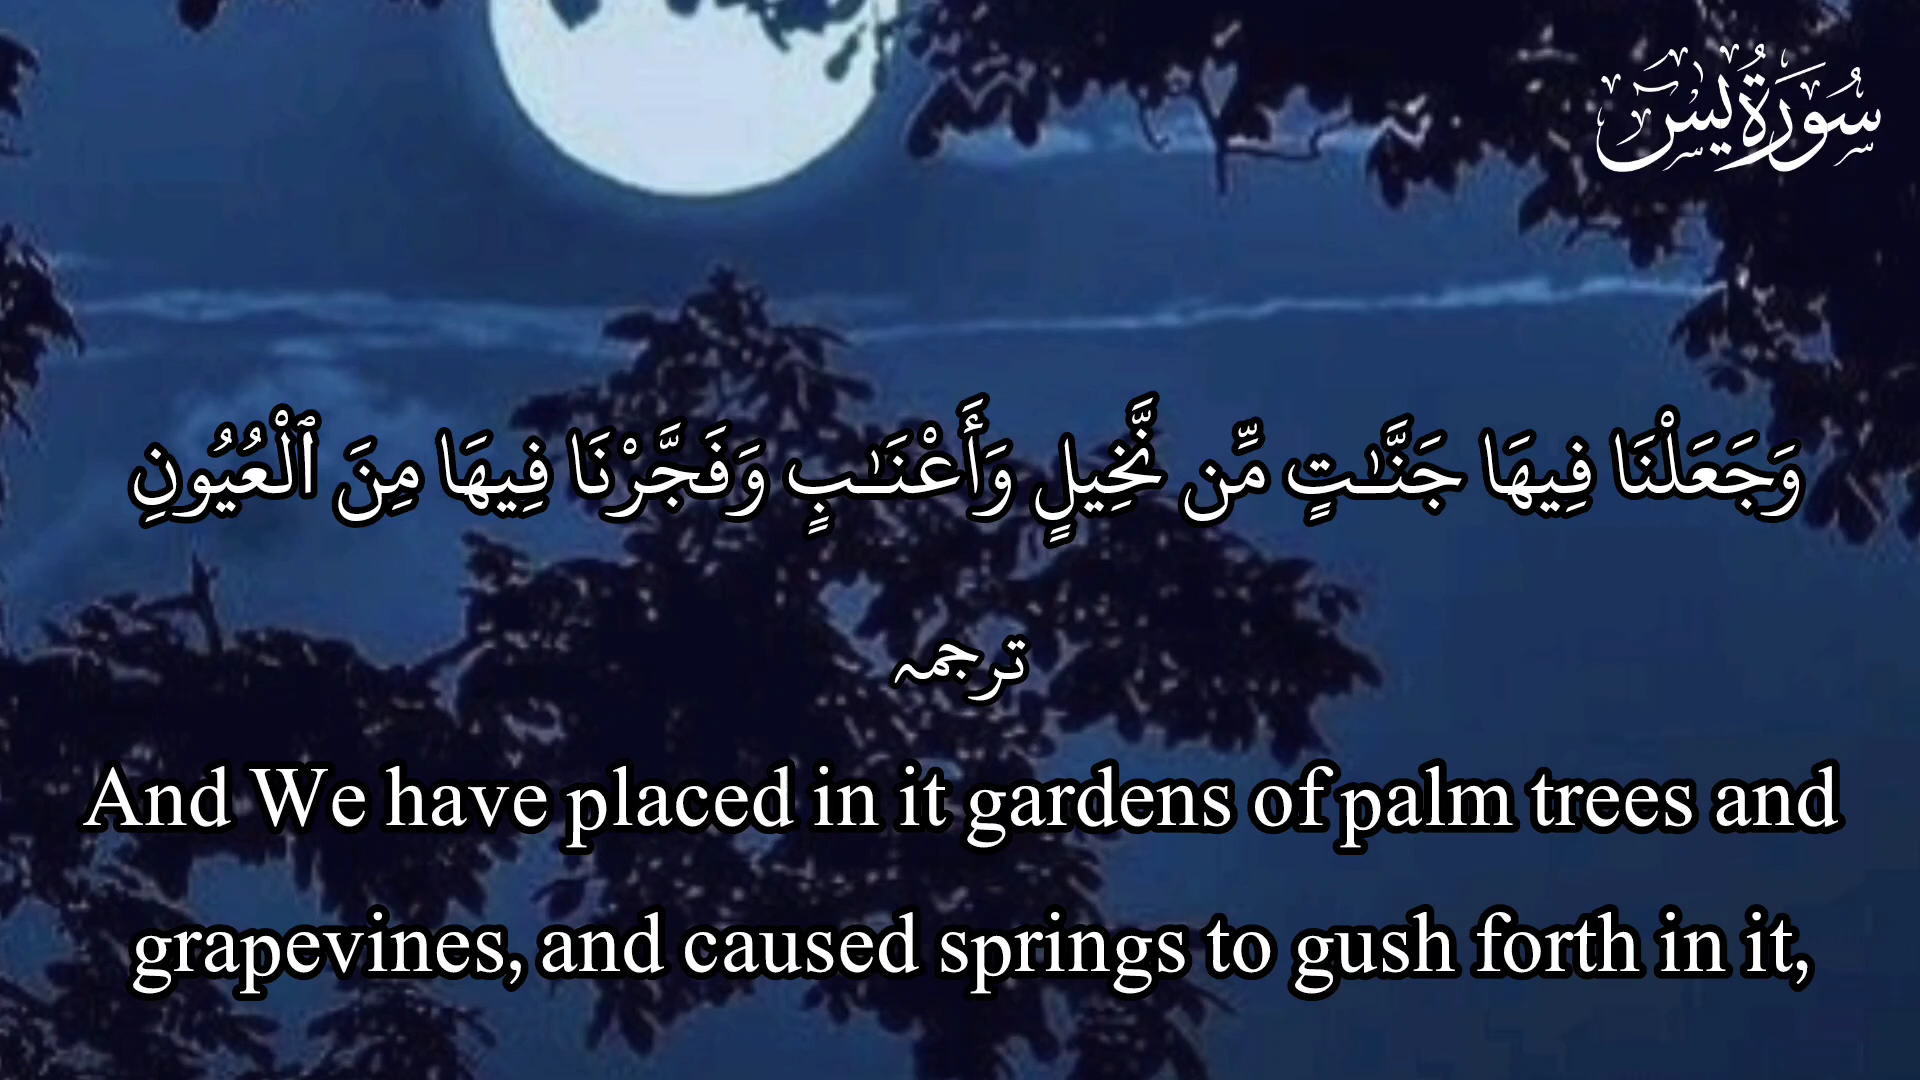 سُورَةُ يسٓ
وَجَعَلْنَا فِيهَا جَنَّـٰتٍ مِّن نَّخِيلٍ وَأَعْنَـٰبٍ وَفَجَّرْنَا فِيهَا مِنَ ٱلْعُيُونِ
ترجمہ
And We have placed in it gardens of palm trees and
grapevines, and caused springs to gush forth in it,